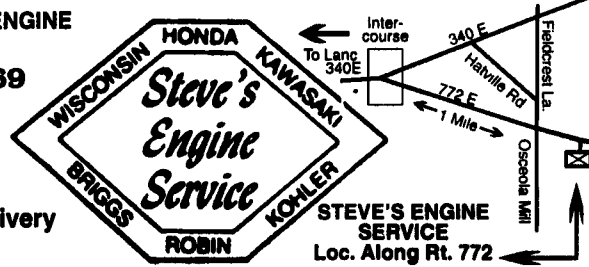 ENGINE
69
ivery
WISCONSIN
HONDA
KAWASAKI
Steve's
Engine
Service
BRIGGS
ROBIN
KOHLER
Inter-
course
To Lanc
340E
340 E
Hatville Rd
772 E
1 Mile
Fieldcrest La.
Osceola Mill
STEVE'S ENGINE
SERVICE
Loc. Along Rt. 772